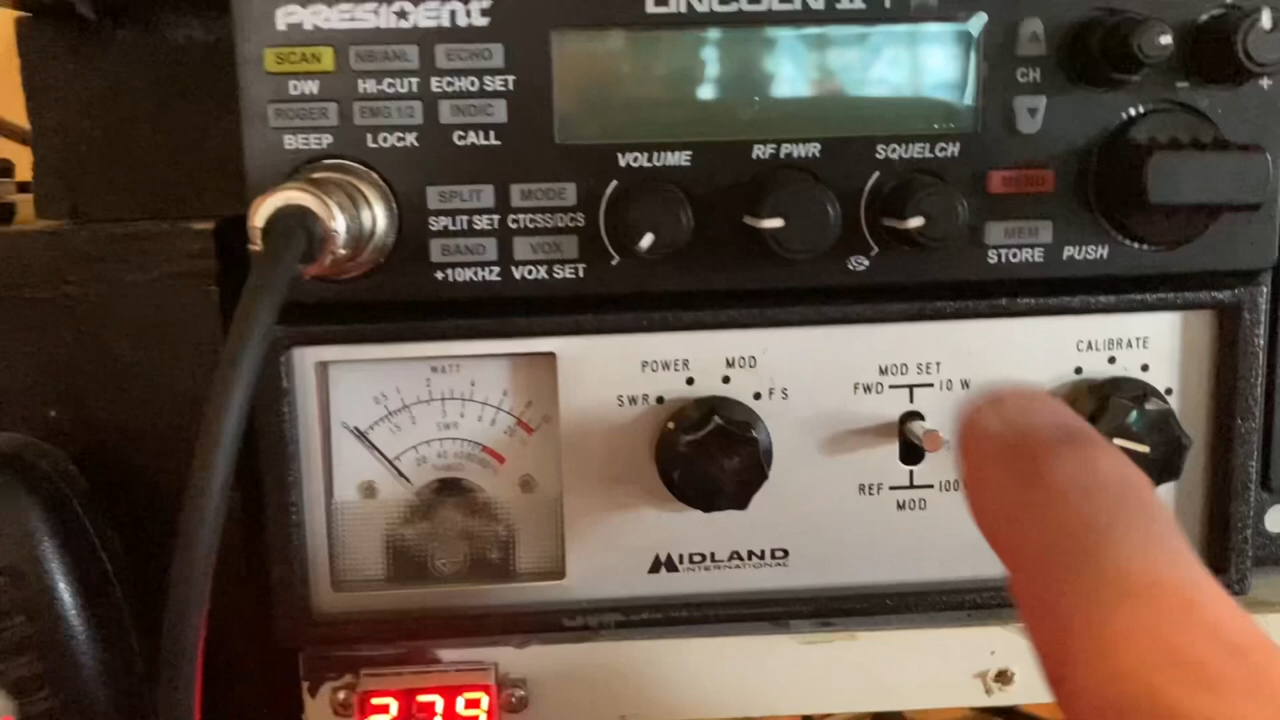 PRESIDENT
SCAN NB/ANL ECHO
DW HI-CUT ECHO SET
ROGER EMG 1/2 INDIC
BEEP LOCK CALL
CH
- +
VOLUME RF PWR SQUELCH
SPLIT MODE
SPLIT SET CTCSS/DCS
BAND VOX
+10KHZ VOX SET
MENU
MEM
STORE PUSH
WATT
SWR
POWER MOD
SWR FS
MOD SET
FWD 10 W
REF 100
MOD
CALIBRATE
MIDLAND
INTERNATIONAL
279